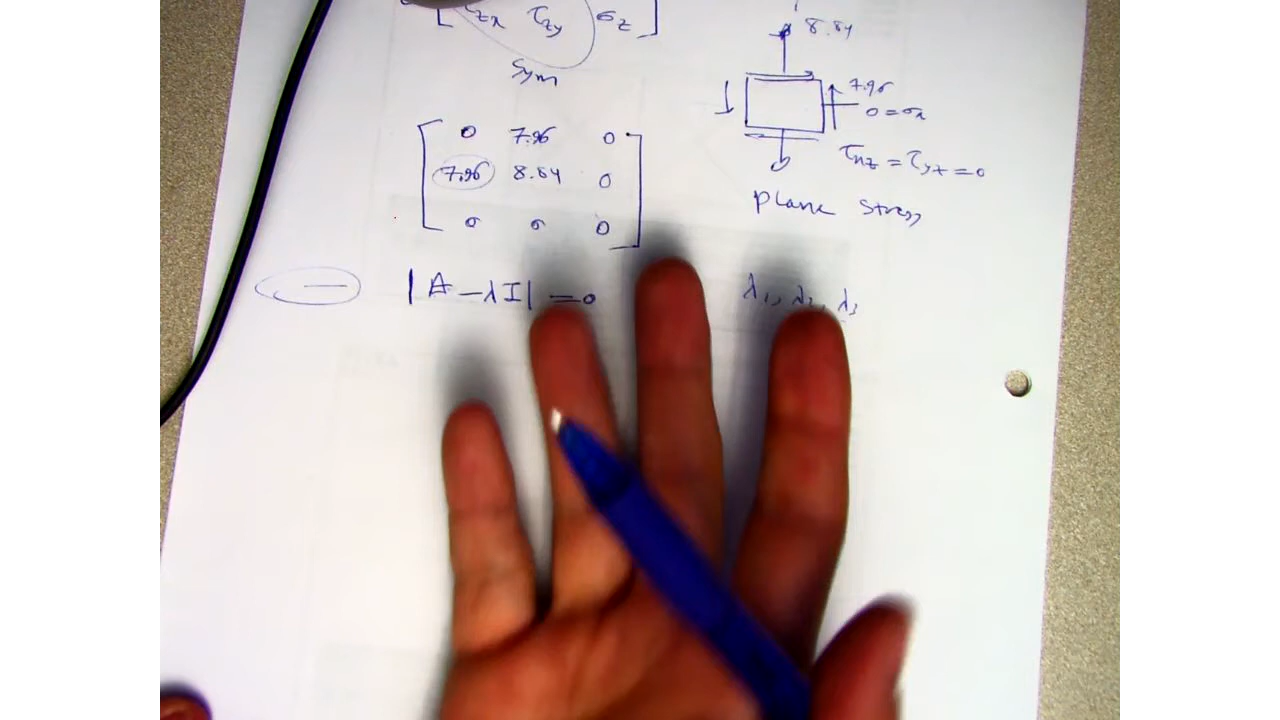 τzx τzy σz
Sym
8.84
7.96
0 = σx
τxz = τyz = 0
plane stress
0 7.96 0
7.96 8.84 0
0 0 0
|A - λI| = 0
λ1, λ2, λ3